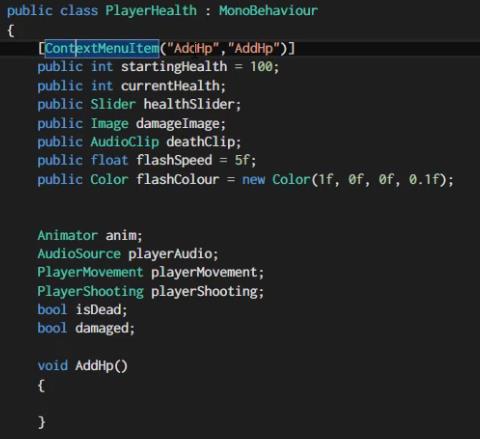 public class PlayerHealth : MonoBehaviour
{
[ContextMenuItem("AddHp","AddHp")]
public int startingHealth = 100;
public int currentHealth;
public Slider healthSlider;
public Image damageImage;
public AudioClip deathClip;
public float flashSpeed = 5f;
public Color flashColour = new Color(1f, 0f, 0f, 0.1f);
Animator anim;
AudioSource playerAudio;
PlayerMovement playerMovement;
PlayerShooting playerShooting;
bool isDead;
bool damaged;
void AddHp()
{
}